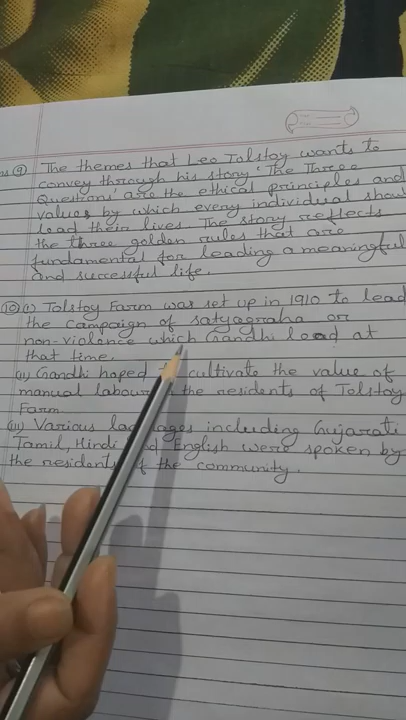 ns 9) The themes that Leo Tolstoy wants to
convey through his story 'The Three
Questions' are the ethical principles and
values by which every individual shou
lead their lives. The story reflects
the three golden rules that are
fundamental for leading a meaningful
and successful life.
10) (i) Tolstoy Farm was set up in 1910 to lead
the campaign of satyagraha or
non-violence which Gandhi lead at
that time.
(ii) Gandhi hoped cultivate the value of
manual labour the residents of Tolstoy
Farm
(iii) Various including Gujarati
Tamil, Hindi English were spoken by
the residents the community.